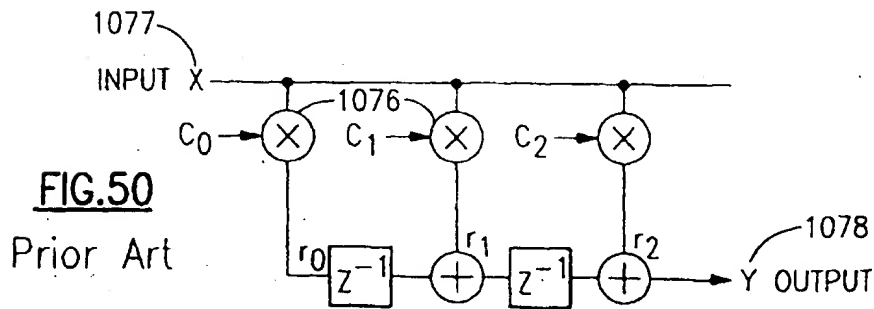 1077
INPUT X
1076
C₀ × C₁ × C₂ ×
FIG.50
Prior Art
r₀ z⁻¹ r₁ + z⁻¹ r₂ +
1078
Y OUTPUT